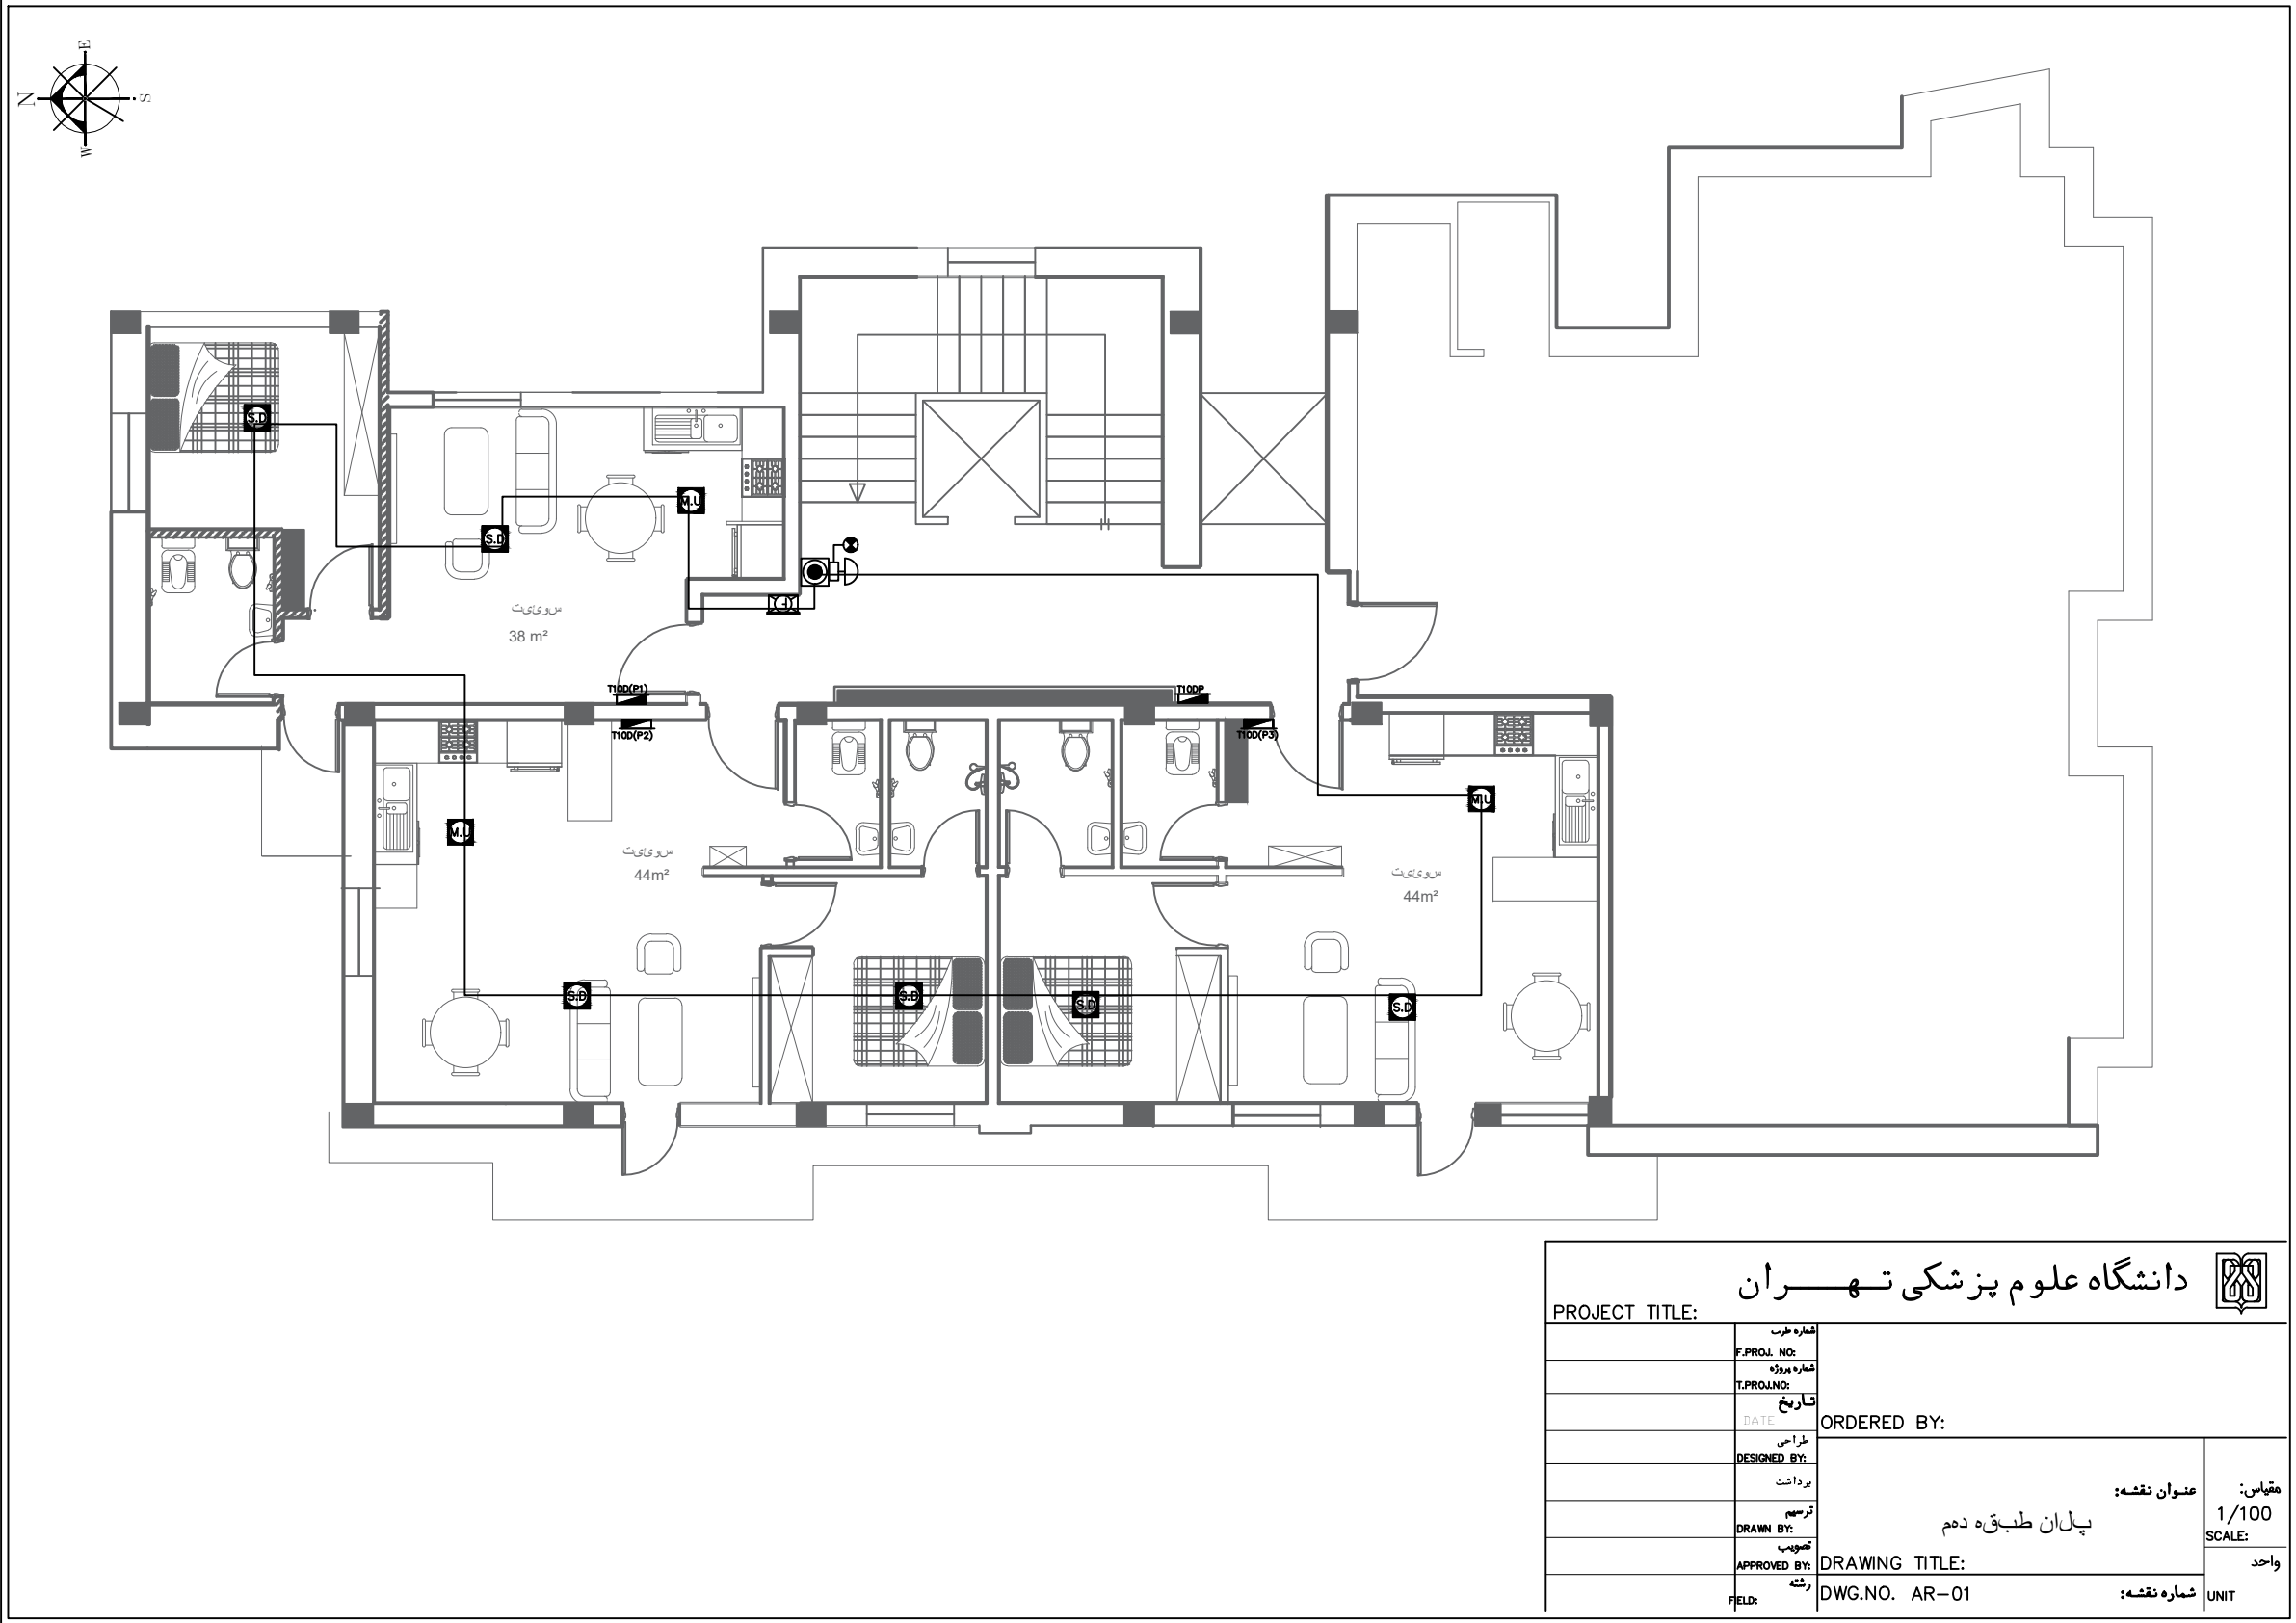 E
N
S
W
S.D
M.U
S.D
سوئیت
38 m²
T10D(P1)
T10D(P2)
T10DP
T10D(P3)
M.U
M.U
سوئیت
44m²
سوئیت
44m²
S.D
S.D
S.D
S.D
دانشگاه علوم پزشکی تهـــران
PROJECT TITLE:
شماره طرب
F.PROJ. NO:
شماره پروژه
T.PROJ.NO:
تاریخ
DATE
ORDERED BY:
طراحی
DESIGNED BY:
برداشت
ترسیم
DRAWN BY:
تصویب
APPROVED BY:
رشته
FIELD:
عنوان نقشه:
پلان طبقه دهم
DRAWING TITLE:
مقیاس:
1/100
SCALE:
واحد
UNIT
شماره نقشه:
DWG.NO. AR-01